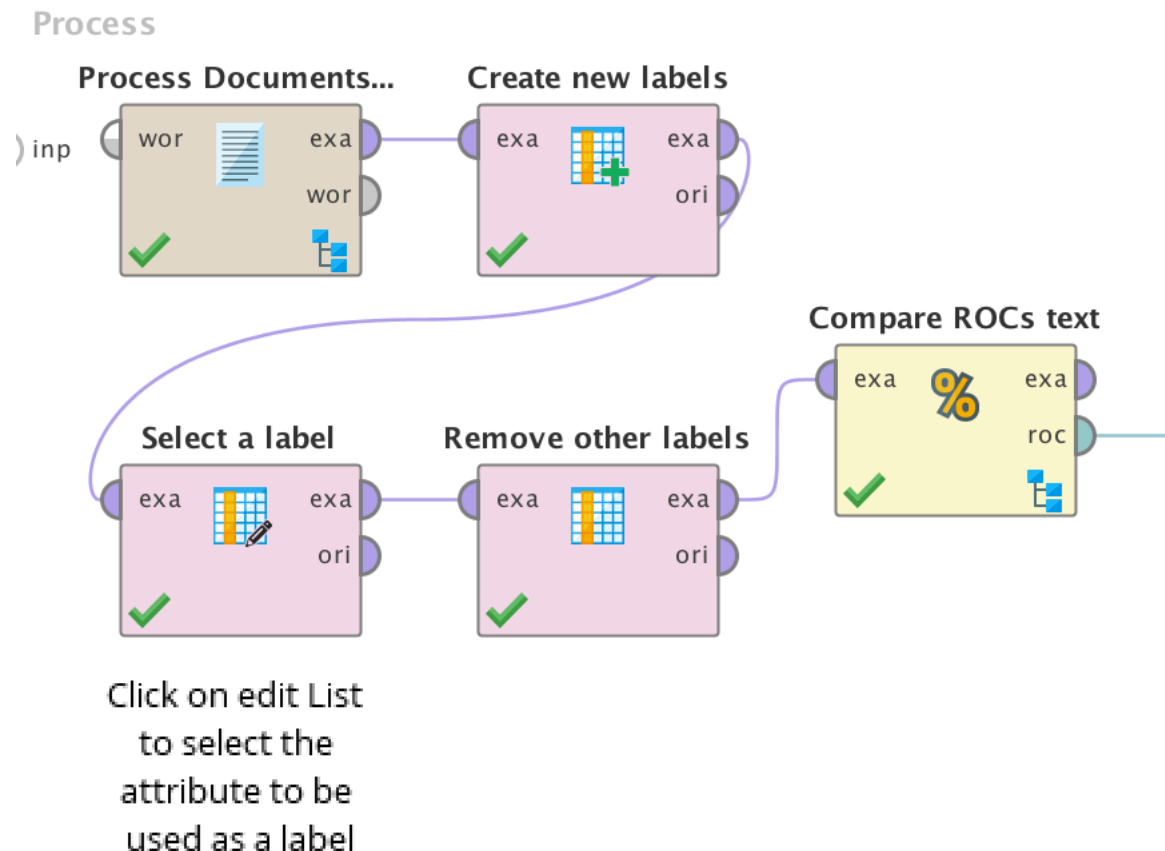 Process
Process Documents...
Create new labels
inp
wor
exa
wor
exa
exa
ori
Compare ROCs text
exa
exa
roc
Select a label
Remove other labels
exa
exa
ori
exa
exa
ori
Click on edit List
to select the
attribute to be
used as a label